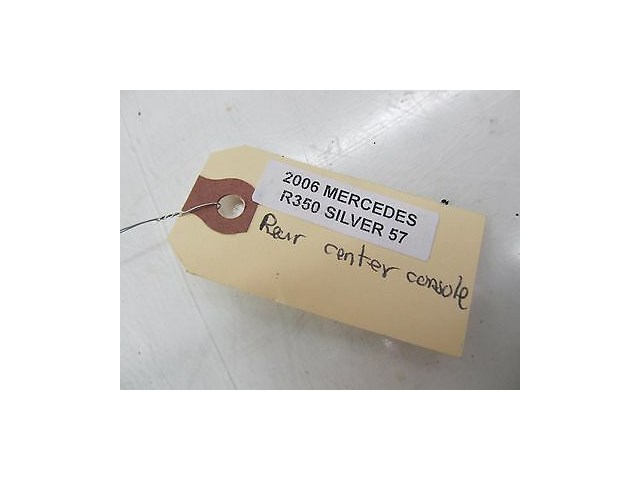 2006 MERCEDES
R350 SILVER 57
Rear center console